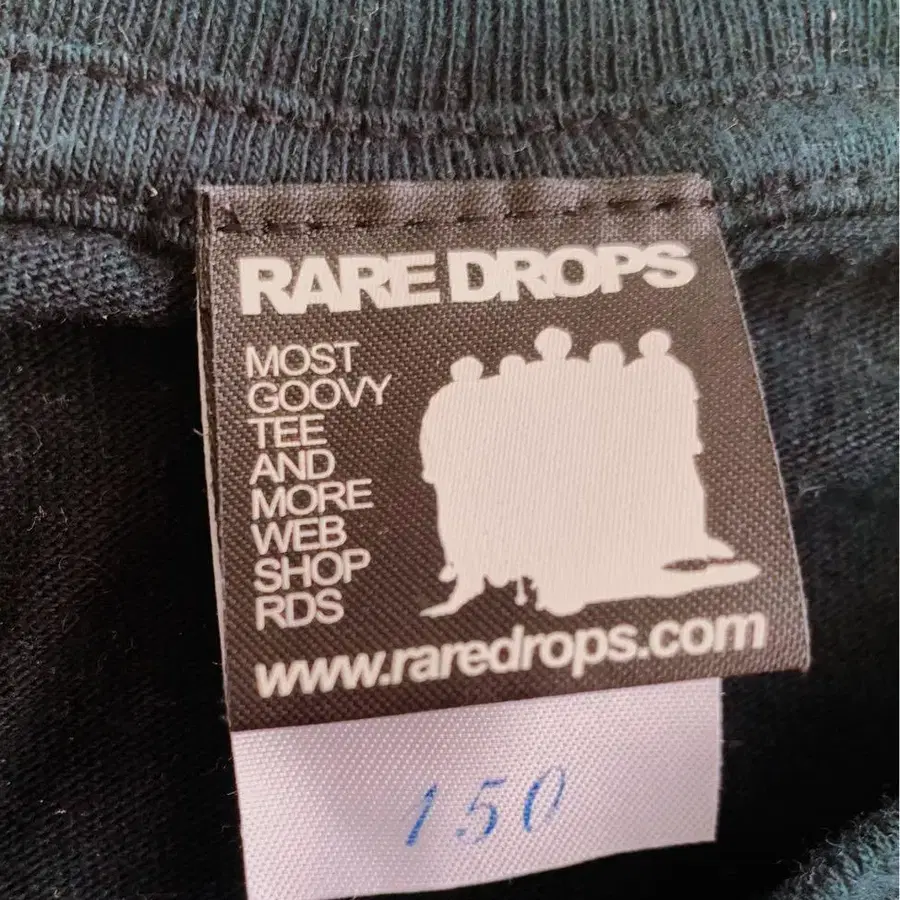 RARE DROPS
MOST
GOOVY
TEE
AND
MORE
WEB
SHOP
RDS
www.raredrops.com
150